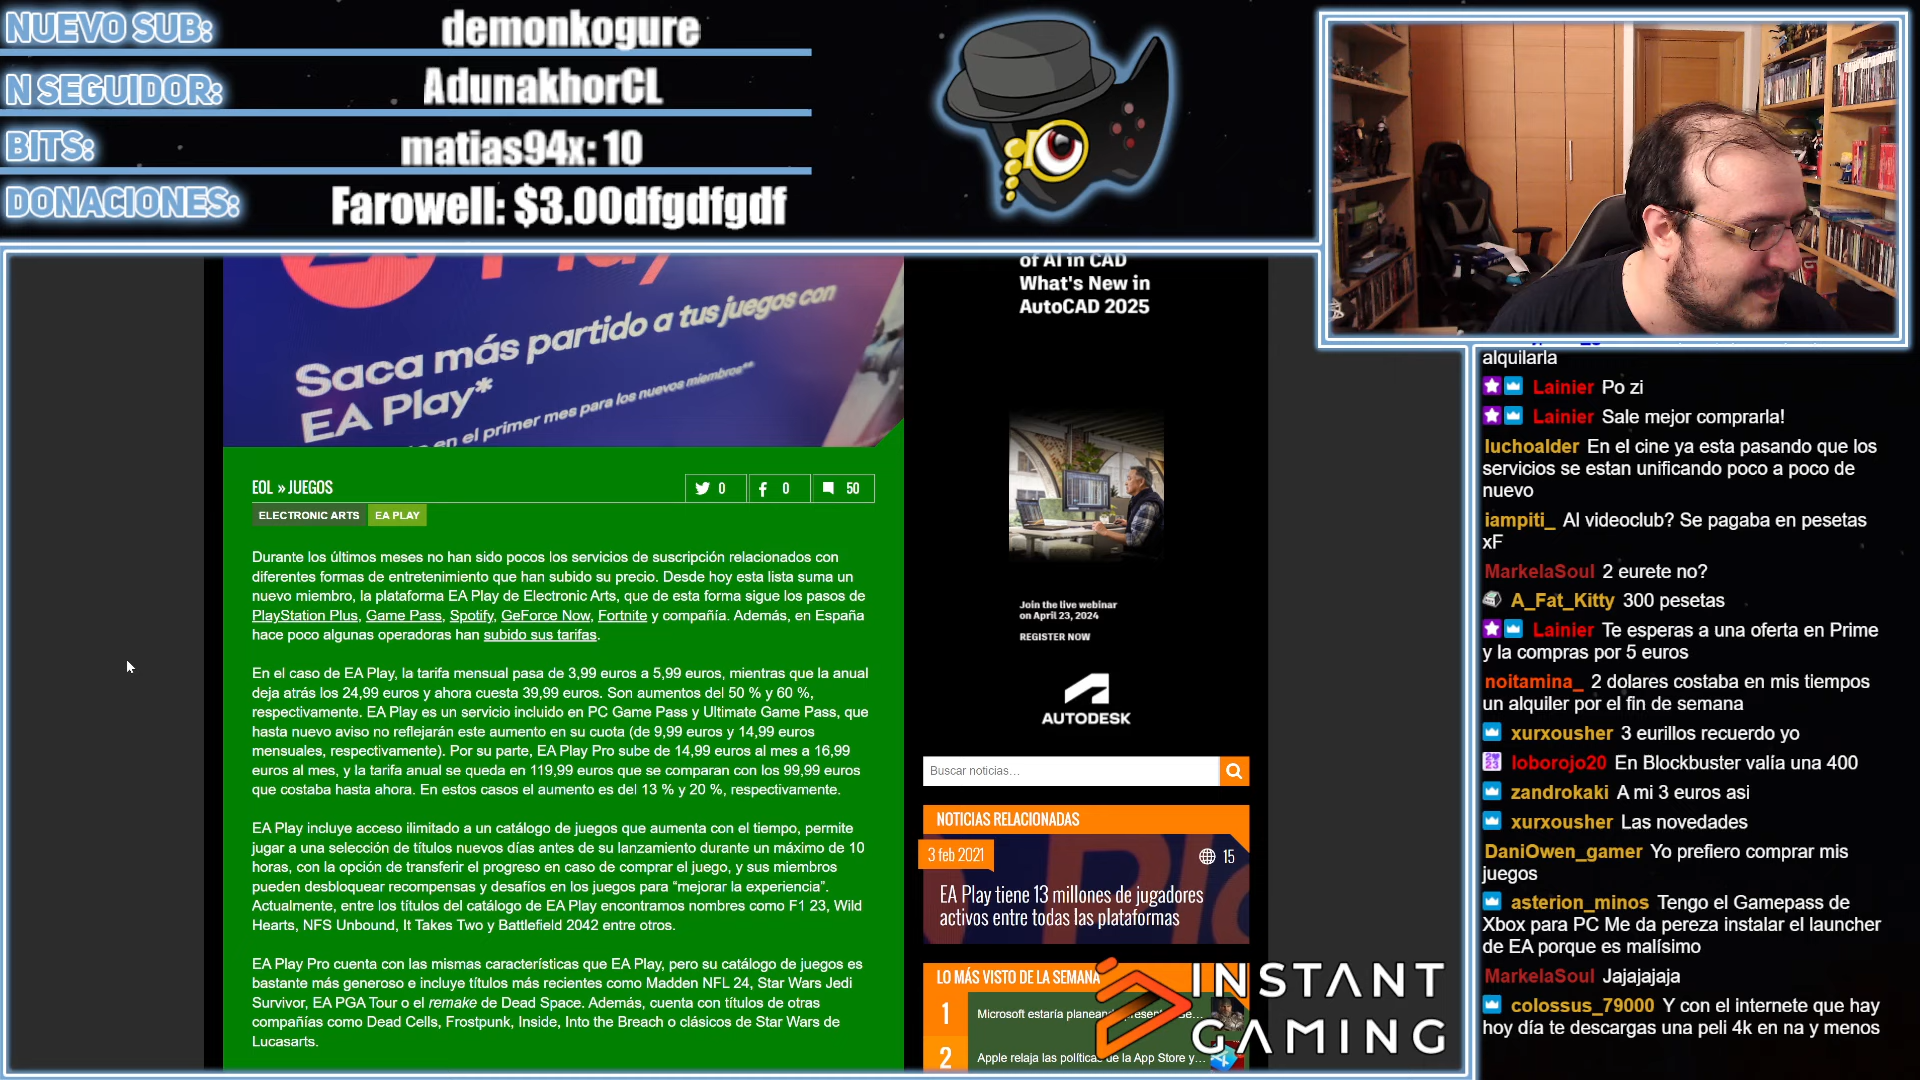 NUEVO SUB:
demonkogure
N SEGUIDOR:
AdunakhorCL
BITS:
matias94x: 10
DONACIONES:
Farowell: $3.00dfgdfgdf
Saca más partido a tus juegos con
EA Play*
en el primer mes para los nuevos miembros**
EOL » JUEGOS
0
0
50
ELECTRONIC ARTS
EA PLAY
Durante los últimos meses no han sido pocos los servicios de suscripción relacionados con
diferentes formas de entretenimiento que han subido su precio. Desde hoy esta lista suma un
nuevo miembro, la plataforma EA Play de Electronic Arts, que de esta forma sigue los pasos de
PlayStation Plus, Game Pass, Spotify, GeForce Now, Fortnite y compañía. Además, en España
hace poco algunas operadoras han subido sus tarifas.
En el caso de EA Play, la tarifa mensual pasa de 3,99 euros a 5,99 euros, mientras que la anual
deja atrás los 24,99 euros y ahora cuesta 39,99 euros. Son aumentos del 50 % y 60 %,
respectivamente. EA Play es un servicio incluido en PC Game Pass y Ultimate Game Pass, que
hasta nuevo aviso no reflejarán este aumento en su cuota (de 9,99 euros y 14,99 euros
mensuales, respectivamente). Por su parte, EA Play Pro sube de 14,99 euros al mes a 16,99
euros al mes, y la tarifa anual se queda en 119,99 euros que se comparan con los 99,99 euros
que costaba hasta ahora. En estos casos el aumento es del 13 % y 20 %, respectivamente.
EA Play incluye acceso ilimitado a un catálogo de juegos que aumenta con el tiempo, permite
jugar a una selección de títulos nuevos días antes de su lanzamiento durante un máximo de 10
horas, con la opción de transferir el progreso en caso de comprar el juego, y sus miembros
pueden desbloquear recompensas y desafíos en los juegos para “mejorar la experiencia”.
Actualmente, entre los títulos del catálogo de EA Play encontramos nombres como F1 23, Wild
Hearts, NFS Unbound, It Takes Two y Battlefield 2042 entre otros.
EA Play Pro cuenta con las mismas características que EA Play, pero su catálogo de juegos es
bastante más generoso e incluye títulos más recientes como Madden NFL 24, Star Wars Jedi
Survivor, EA PGA Tour o el remake de Dead Space. Además, cuenta con títulos de otras
compañías como Dead Cells, Frostpunk, Inside, Into the Breach o clásicos de Star Wars de
Lucasarts.
of AI in CAD
What's New in
AutoCAD 2025
Join the live webinar
on April 23, 2024
REGISTER NOW
AUTODESK
Buscar noticias...
NOTICIAS RELACIONADAS
3 feb 2021
15
EA Play tiene 13 millones de jugadores
activos entre todas las plataformas
LO MÁS VISTO DE LA SEMANA
1
Microsoft estaría planean
2
Apple relaja las políticas de la App Store y...
INSTANT
GAMING
alquilarla
Lainier Po zi
Lainier Sale mejor comprarla!
luchoalder En el cine ya esta pasando que los
servicios se estan unificando poco a poco de
nuevo
iampiti_ Al videoclub? Se pagaba en pesetas
xF
MarkelaSoul 2 eurete no?
A_Fat_Kitty 300 pesetas
Lainier Te esperas a una oferta en Prime
y la compras por 5 euros
noitamina_ 2 dolares costaba en mis tiempos
un alquiler por el fin de semana
xurxousher 3 eurillos recuerdo yo
loborojo20 En Blockbuster valía una 400
zandrokaki A mi 3 euros asi
xurxousher Las novedades
DaniOwen_gamer Yo prefiero comprar mis
juegos
asterion_minos Tengo el Gamepass de
Xbox para PC Me da pereza instalar el launcher
de EA porque es malísimo
MarkelaSoul Jajajajaja
colossus_79000 Y con el internete que hay
hoy día te descargas una peli 4k en na y menos